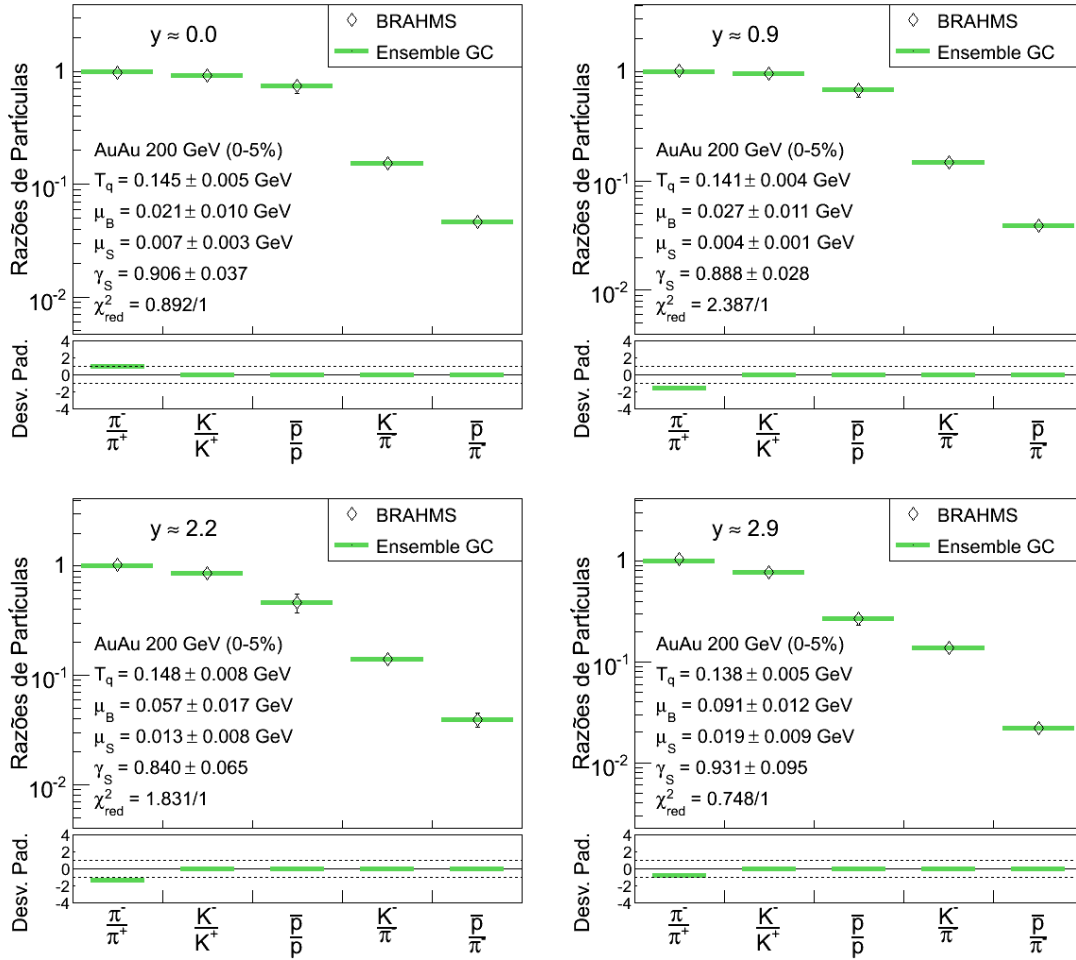 y ≈ 0.0
BRAHMS
Ensemble GC
Razões de Partículas
1
10⁻¹
10⁻²
AuAu 200 GeV (0-5%)
T_q = 0.145 ± 0.005 GeV
μ_B = 0.021 ± 0.010 GeV
μ_S = 0.007 ± 0.003 GeV
γ_S = 0.906 ± 0.037
χ²_red = 0.892/1
Desv. Pad.
4
2
0
-2
-4
π⁻/π⁺ K⁻/K⁺ p̅/p K⁻/π⁻ p̅/π⁻
y ≈ 0.9
BRAHMS
Ensemble GC
Razões de Partículas
1
10⁻¹
10⁻²
AuAu 200 GeV (0-5%)
T_q = 0.141 ± 0.004 GeV
μ_B = 0.027 ± 0.011 GeV
μ_S = 0.004 ± 0.001 GeV
γ_S = 0.888 ± 0.028
χ²_red = 2.387/1
Desv. Pad.
4
2
0
-2
-4
π⁻/π⁺ K⁻/K⁺ p̅/p K⁻/π⁻ p̅/π⁻
y ≈ 2.2
BRAHMS
Ensemble GC
Razões de Partículas
1
10⁻¹
10⁻²
AuAu 200 GeV (0-5%)
T_q = 0.148 ± 0.008 GeV
μ_B = 0.057 ± 0.017 GeV
μ_S = 0.013 ± 0.008 GeV
γ_S = 0.840 ± 0.065
χ²_red = 1.831/1
Desv. Pad.
4
2
0
-2
-4
π⁻/π⁺ K⁻/K⁺ p̅/p K⁻/π⁻ p̅/π⁻
y ≈ 2.9
BRAHMS
Ensemble GC
Razões de Partículas
1
10⁻¹
10⁻²
AuAu 200 GeV (0-5%)
T_q = 0.138 ± 0.005 GeV
μ_B = 0.091 ± 0.012 GeV
μ_S = 0.019 ± 0.009 GeV
γ_S = 0.931 ± 0.095
χ²_red = 0.748/1
Desv. Pad.
4
2
0
-2
-4
π⁻/π⁺ K⁻/K⁺ p̅/p K⁻/π⁻ p̅/π⁻